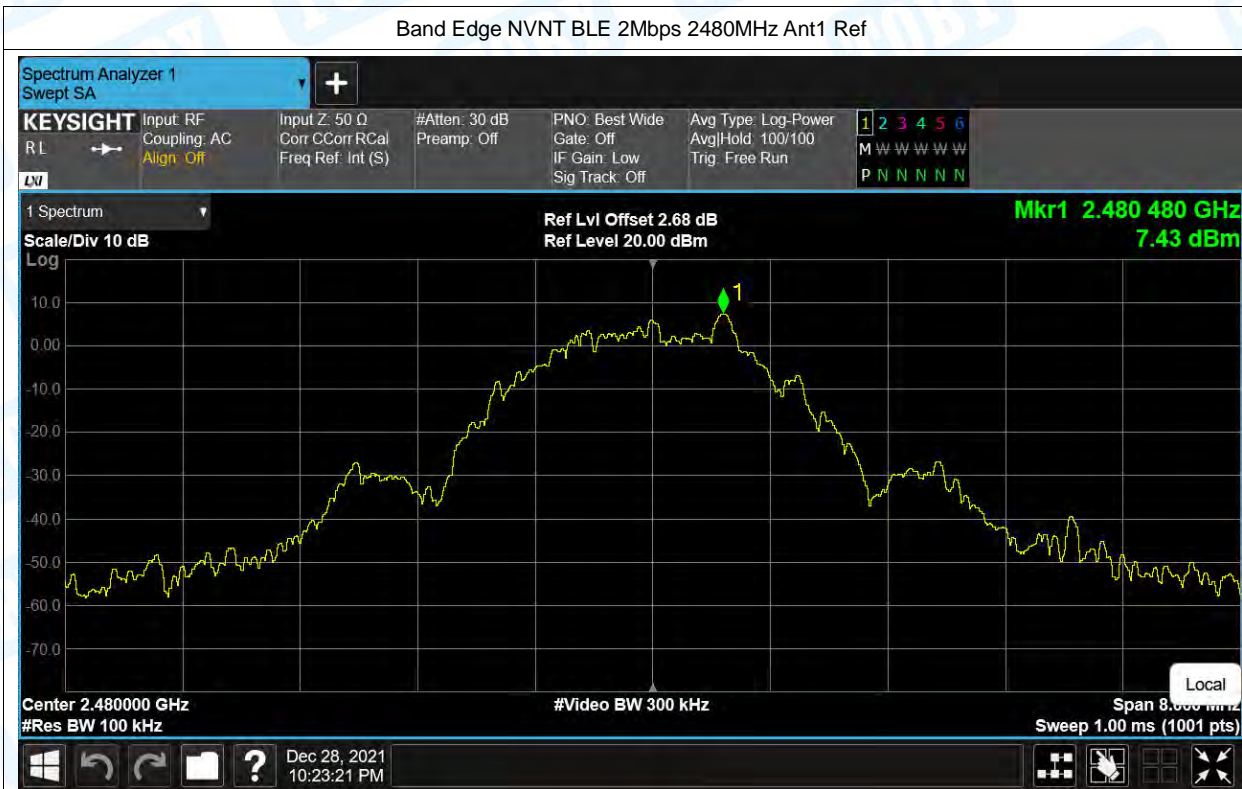 Band Edge NVNT BLE 2Mbps 2480MHz Ant1 Ref
Spectrum Analyzer 1
Swept SA
+
KEYSIGHT
R L
LXI
Input: RF
Coupling: AC
Align: Off
Input Z: 50 Ω
Corr CCorr RCal
Freq Ref: Int (S)
#Atten: 30 dB
Preamp: Off
PNO: Best Wide
Gate: Off
IF Gain: Low
Sig Track: Off
Avg Type: Log-Power
Avg|Hold: 100/100
Trig: Free Run
1 2 3 4 5 6
M W W W W W
P N N N N N
1 Spectrum
Scale/Div 10 dB
Ref Lvl Offset 2.68 dB
Ref Level 20.00 dBm
Mkr1 2.480 480 GHz
7.43 dBm
Log
1
10.0
0.00
-10.0
-20.0
-30.0
-40.0
-50.0
-60.0
-70.0
Local
Center 2.480000 GHz
#Video BW 300 kHz
Span 8.000 MHz
#Res BW 100 kHz
Sweep 1.00 ms (1001 pts)
?
Dec 28, 2021
10:23:21 PM